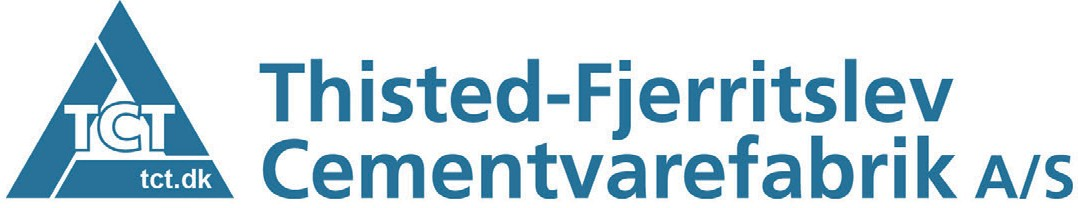 TCT
tct.dk
Thisted-Fjerritslev
Cementvarefabrik A/S